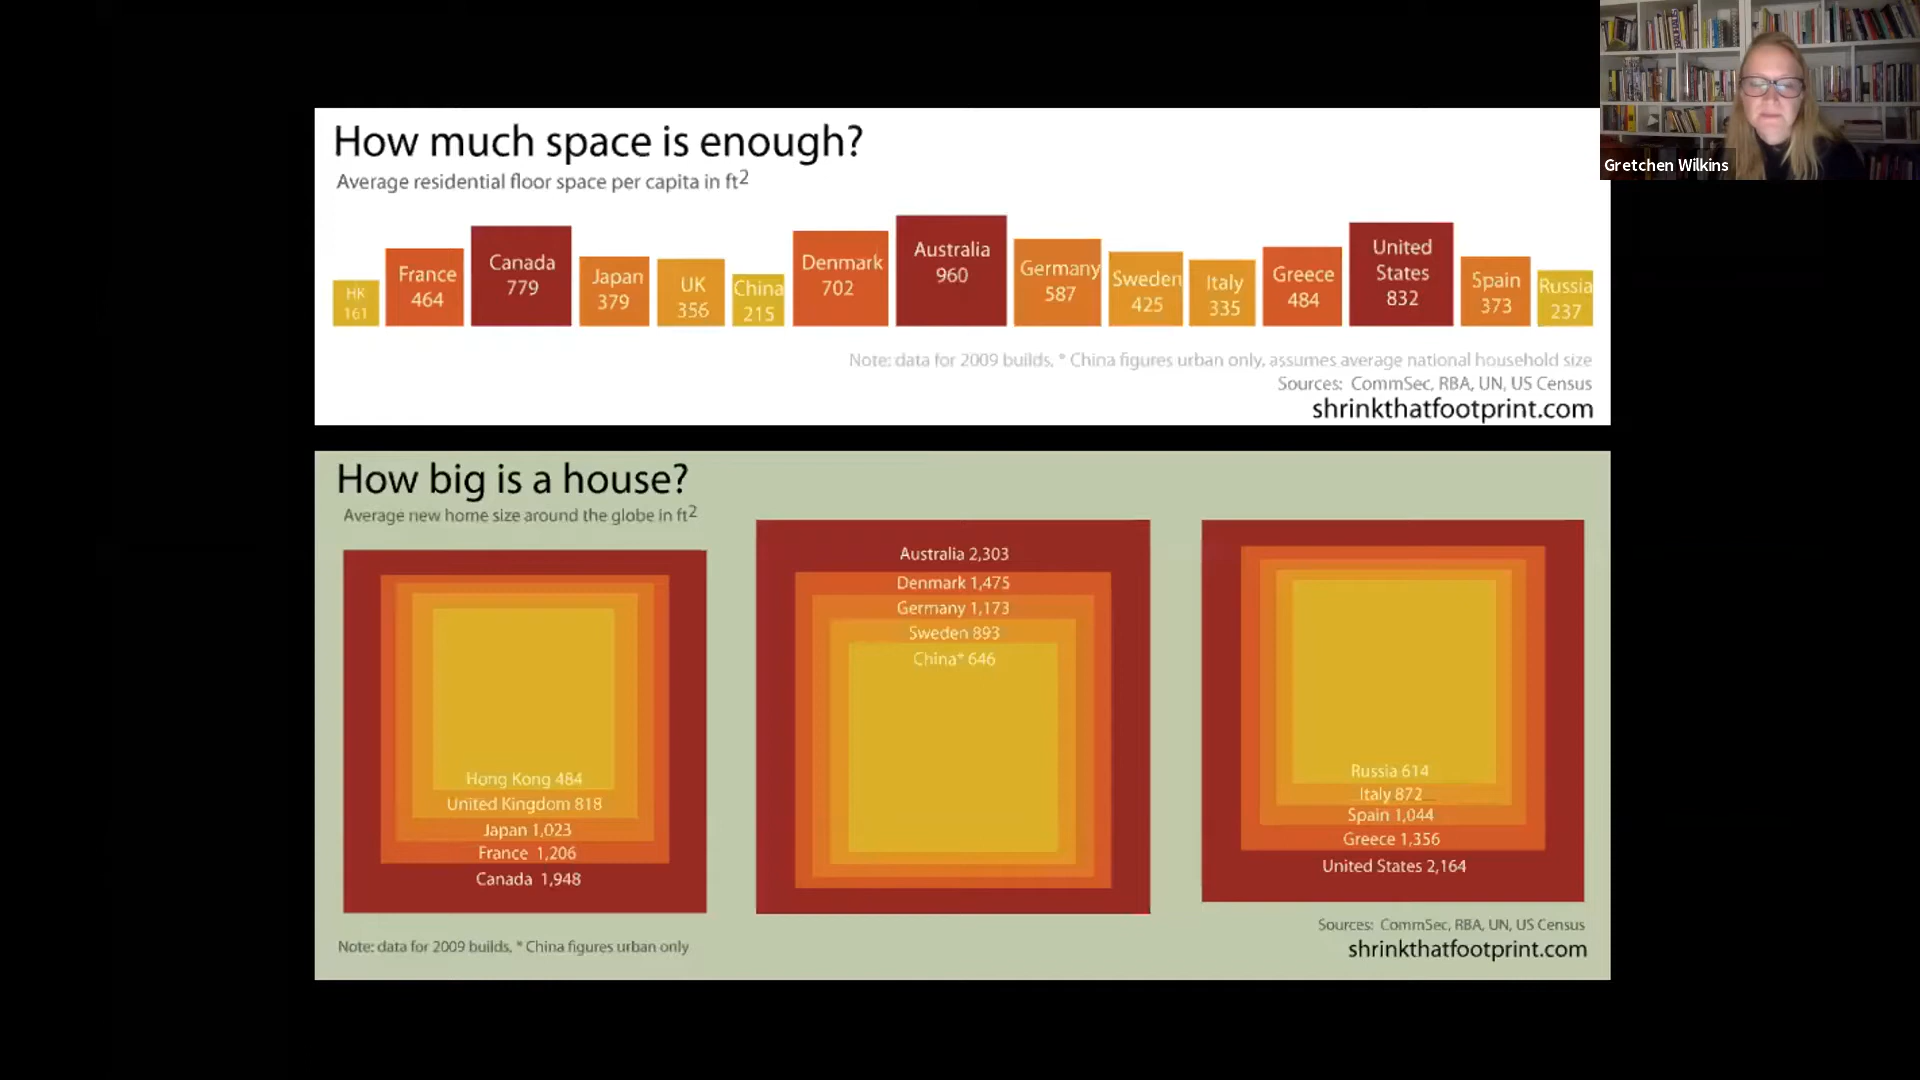 How much space is enough?
Average residential floor space per capita in ft2
HK
161
France
464
Canada
779
Japan
379
UK
356
China
215
Denmark
702
Australia
960
Germany
587
Sweden
425
Italy
335
Greece
484
United
States
832
Spain
373
Russia
237
Note: data for 2009 builds, * China figures urban only, assumes average national household size
Sources: CommSec, RBA, UN, US Census
shrinkthatfootprint.com
Gretchen Wilkins
How big is a house?
Average new home size around the globe in ft2
Hong Kong 484
United Kingdom 818
Japan 1,023
France 1,206
Canada 1,948
Australia 2,303
Denmark 1,475
Germany 1,173
Sweden 893
China* 646
Russia 614
Italy 872
Spain 1,044
Greece 1,356
United States 2,164
Note: data for 2009 builds, * China figures urban only
Sources: CommSec, RBA, UN, US Census
shrinkthatfootprint.com